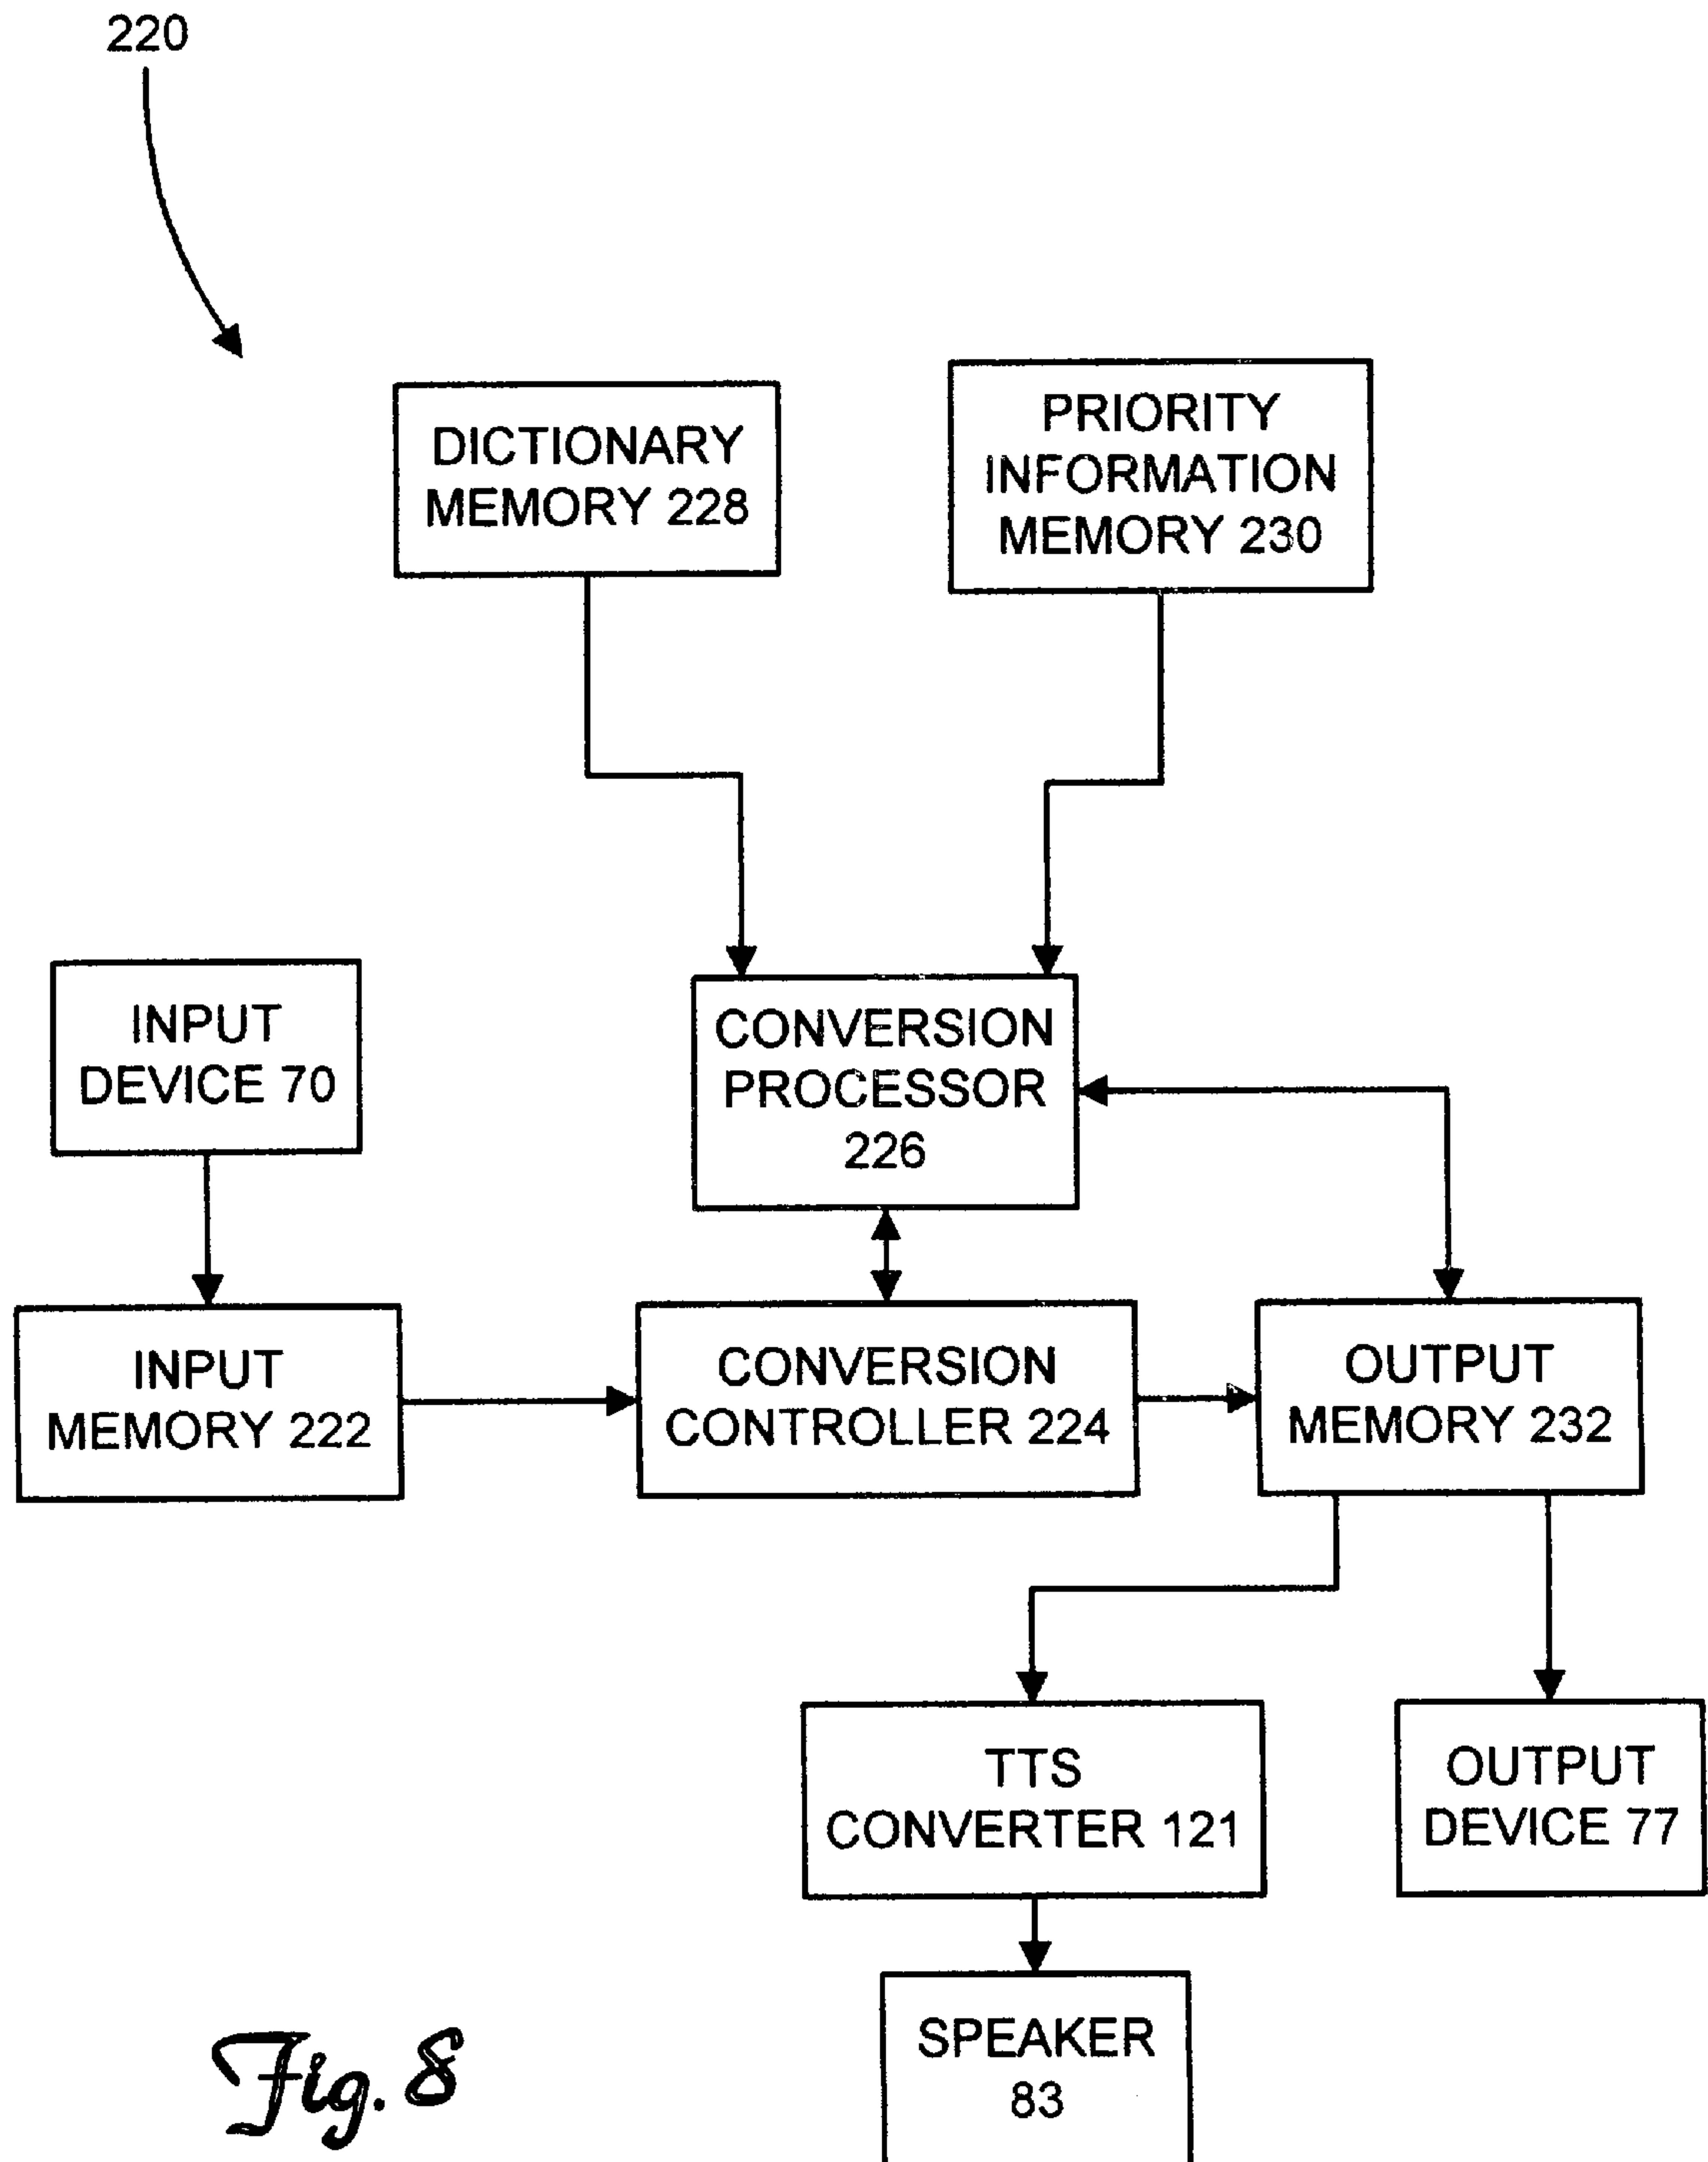 220
DICTIONARY
MEMORY 228
PRIORITY
INFORMATION
MEMORY 230
INPUT
DEVICE 70
CONVERSION
PROCESSOR
226
INPUT
MEMORY 222
CONVERSION
CONTROLLER 224
OUTPUT
MEMORY 232
TTS
CONVERTER 121
OUTPUT
DEVICE 77
SPEAKER
83
Fig. 8